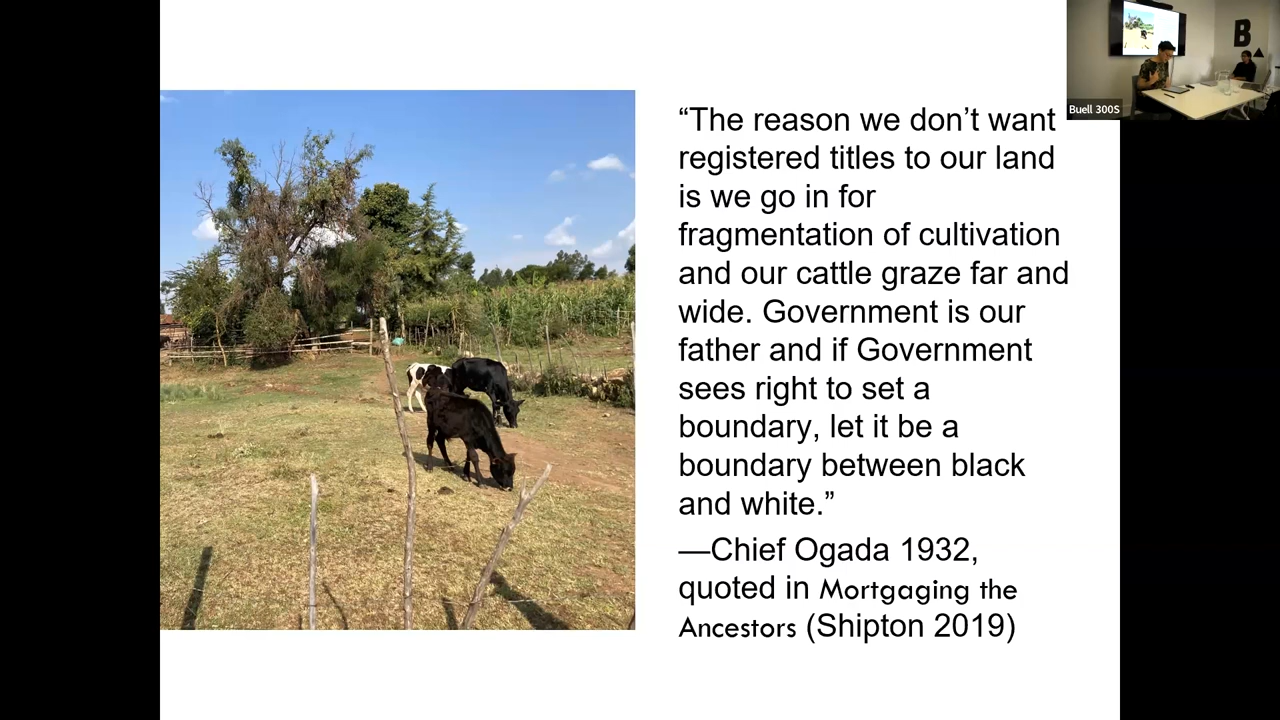 “The reason we don’t want
registered titles to our land
is we go in for
fragmentation of cultivation
and our cattle graze far and
wide. Government is our
father and if Government
sees right to set a
boundary, let it be a
boundary between black
and white.”
—Chief Ogada 1932,
quoted in Mortgaging the
Ancestors (Shipton 2019)
B
Buell 300S